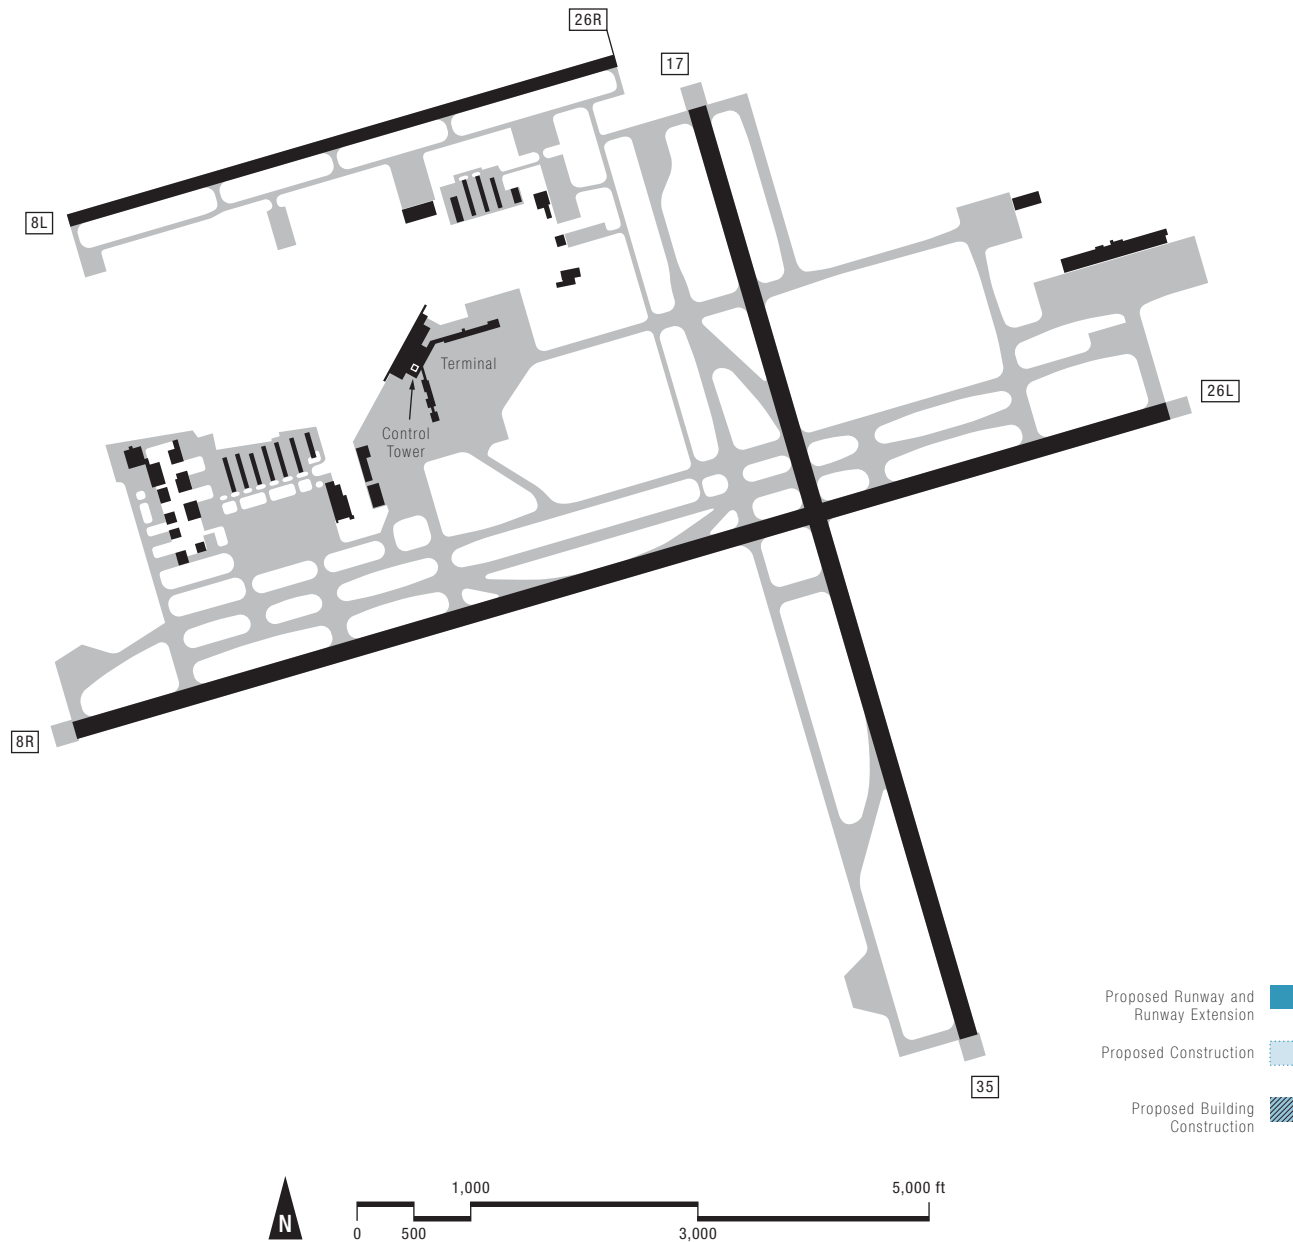 26R
17
8L
Terminal
Control
Tower
26L
8R
Proposed Runway and
Runway Extension
Proposed Construction
Proposed Building
Construction
35
N
1,000
5,000 ft
0
500
3,000